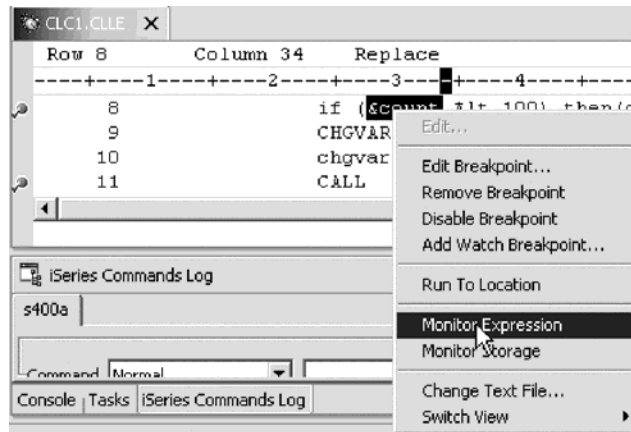 CLC1.CLLE
Row 8 Column 34 Replace
----+----1----+----2----+----3----+----4----+----
8 if (&count *lt 100) then(
9 CHGVAR
10 chgvar
11 CALL
Edit...
Edit Breakpoint...
Remove Breakpoint
Disable Breakpoint
Add Watch Breakpoint...
Run To Location
Monitor Expression
Monitor Storage
Change Text File...
Switch View
iSeries Commands Log
s400a
Command Normal
Console Tasks iSeries Commands Log